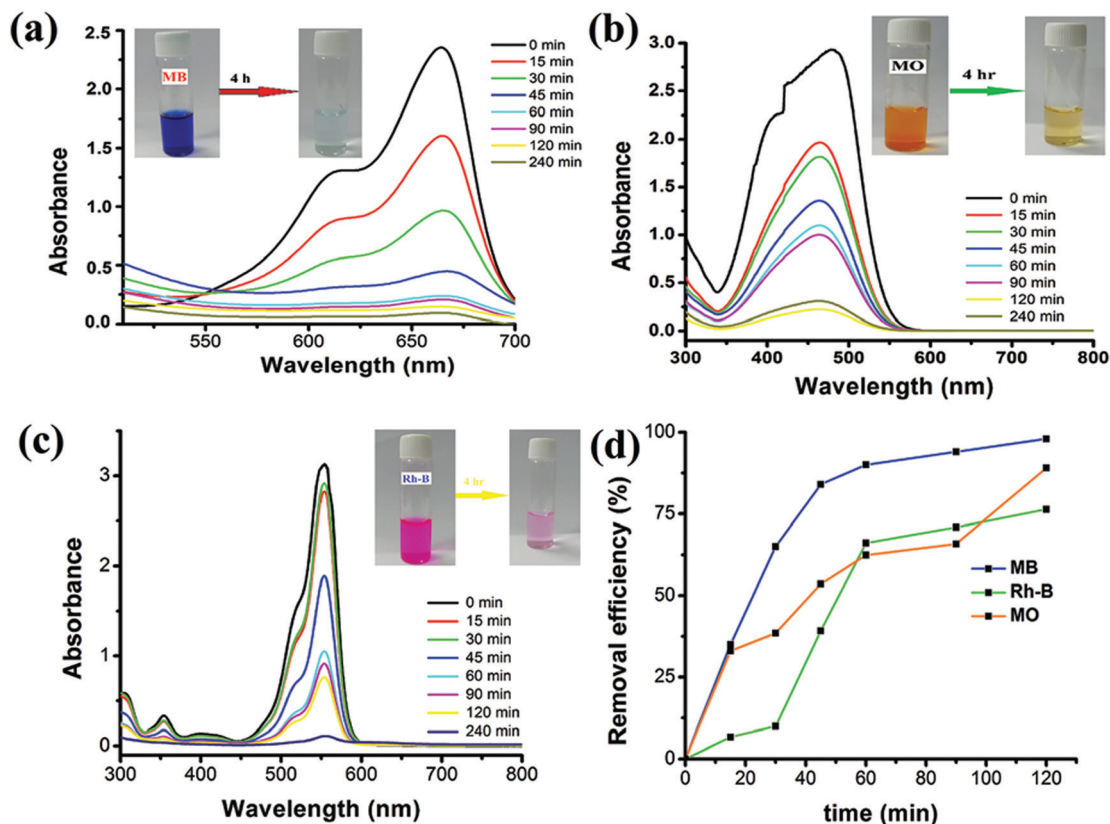 (a)
2.5
2.0
1.5
1.0
0.5
0.0
Absorbance
MB
4 h
0 min
15 min
30 min
45 min
60 min
90 min
120 min
240 min
550
600
650
700
Wavelength (nm)
(b)
3.0
2.5
2.0
1.5
1.0
0.5
0.0
Absorbance
MO
4 hr
0 min
15 min
30 min
45 min
60 min
90 min
120 min
240 min
300
400
500
600
700
800
Wavelength (nm)
(c)
3
2
1
0
Absorbance
Rh-B
4 hr
0 min
15 min
30 min
45 min
60 min
90 min
120 min
240 min
300
400
500
600
700
800
Wavelength (nm)
(d)
100
75
50
25
0
Removal efficiency (%)
MB
Rh-B
MO
0
20
40
60
80
100
120
time (min)